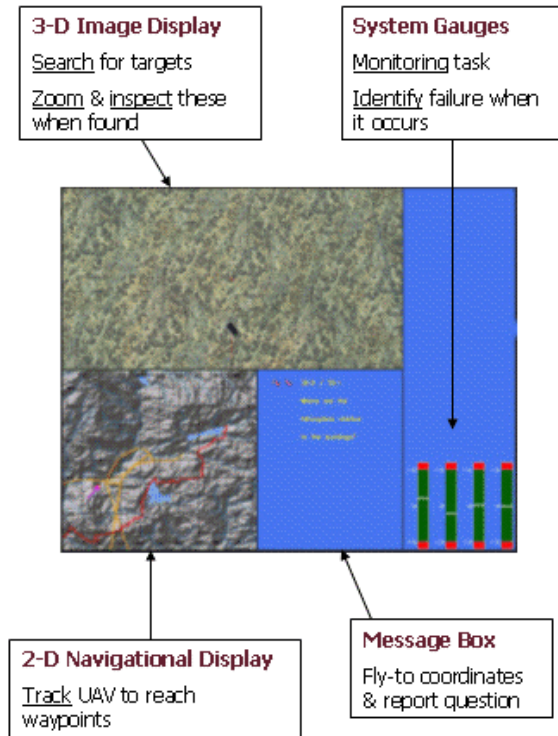 3-D Image Display
Search for targets
Zoom & inspect these
when found
System Gauges
Monitoring task
Identify failure when
it occurs
2-D Navigational Display
Track UAV to reach
waypoints
Message Box
Fly-to coordinates
& report question